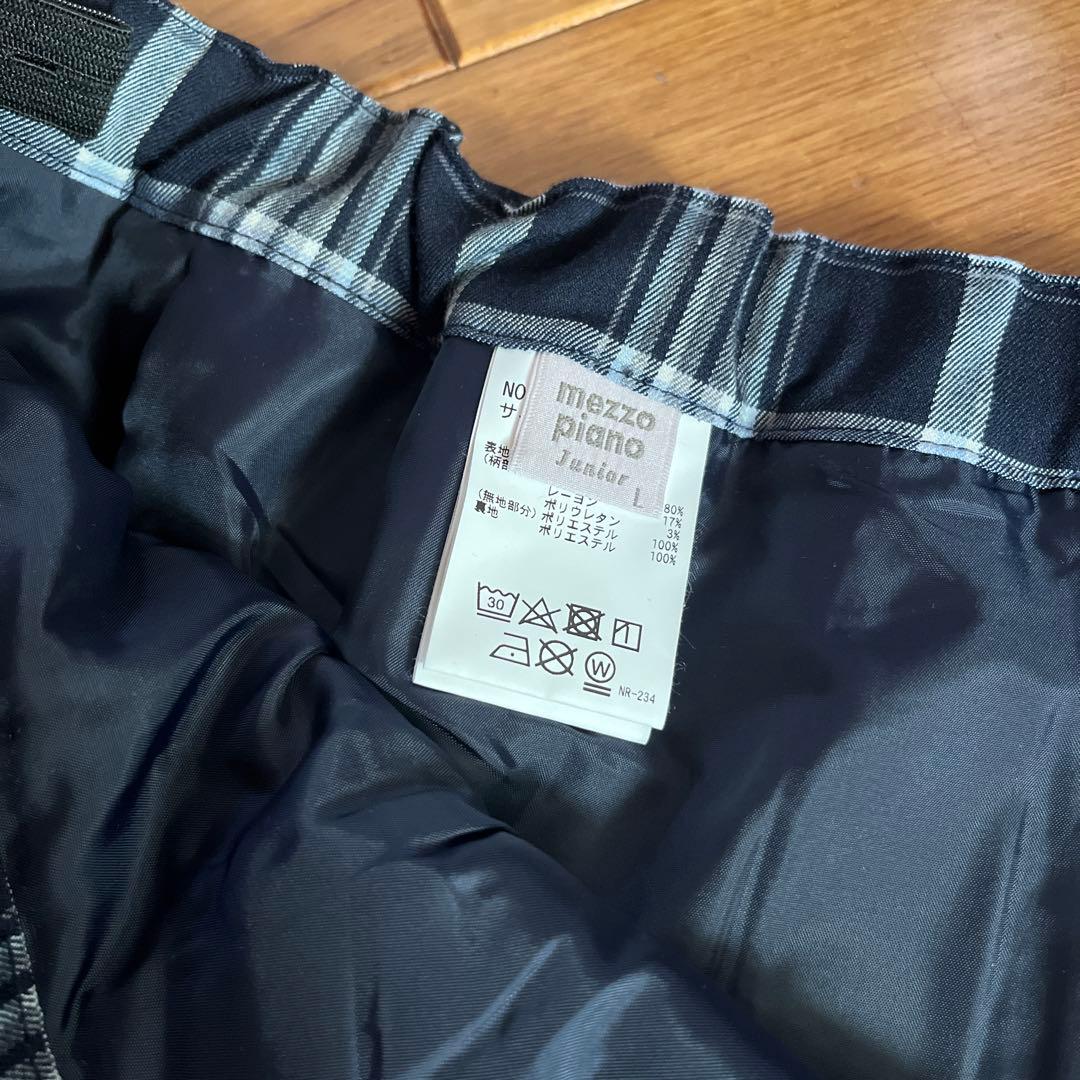 mezzo
piano
Junior
L
NO
サ
表地
(柄部
80%
レーヨン 17%
ポリウレタン 3%
(無地部分) ポリエステル 100%
裏地 ポリエステル 100%
30
W
NR-234